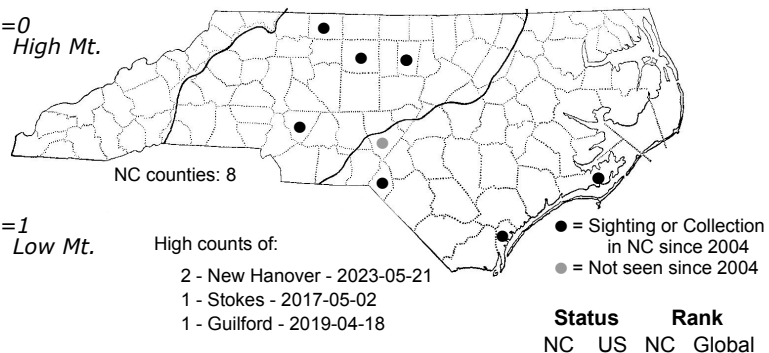 =0
High Mt.
NC counties: 8
=1
Low Mt.
High counts of:
2 - New Hanover - 2023-05-21
1 - Stokes - 2017-05-02
1 - Guilford - 2019-04-18
= Sighting or Collection
in NC since 2004
= Not seen since 2004
Status Rank
NC US NC Global